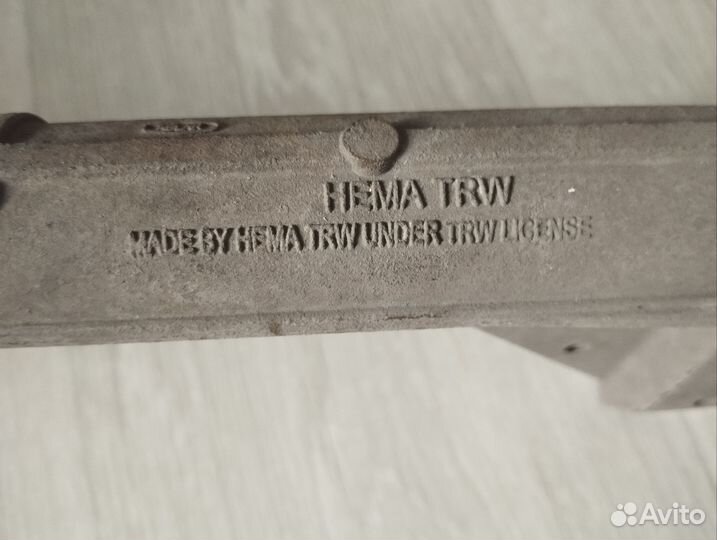 HEMA TRW
MADE BY HEMA TRW UNDER TRW LICENSE
Avito